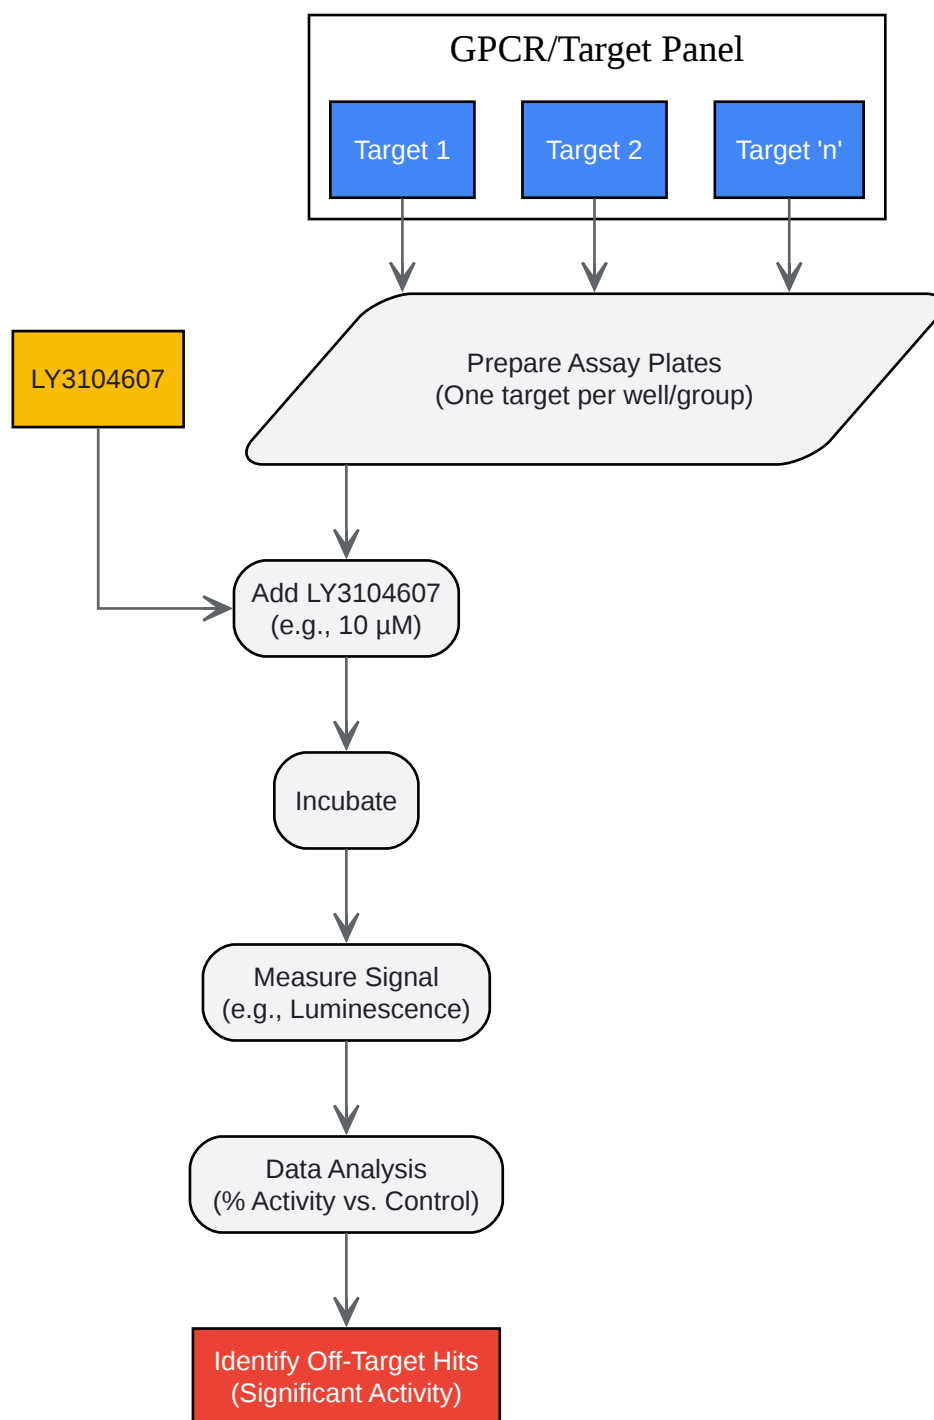 GPCR/Target Panel
Target 1
Target 2
Target 'n'
Prepare Assay Plates
(One target per well/group)
LY3104607
Add LY3104607
(e.g., 10 µM)
Incubate
Measure Signal
(e.g., Luminescence)
Data Analysis
(% Activity vs. Control)
Identify Off-Target Hits
(Significant Activity)